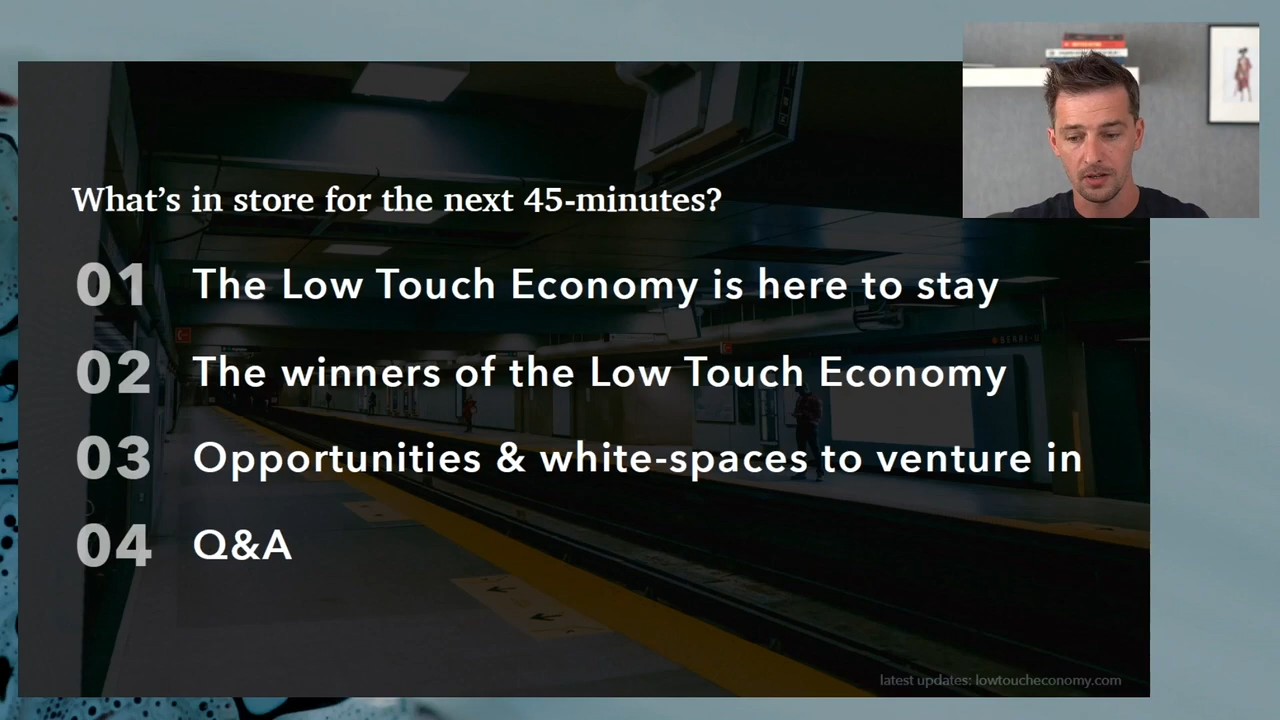 What's in store for the next 45-minutes?
01 The Low Touch Economy is here to stay
02 The winners of the Low Touch Economy
03 Opportunities & white-spaces to venture in
04 Q&A
latest updates: lowtoucheconomy.com